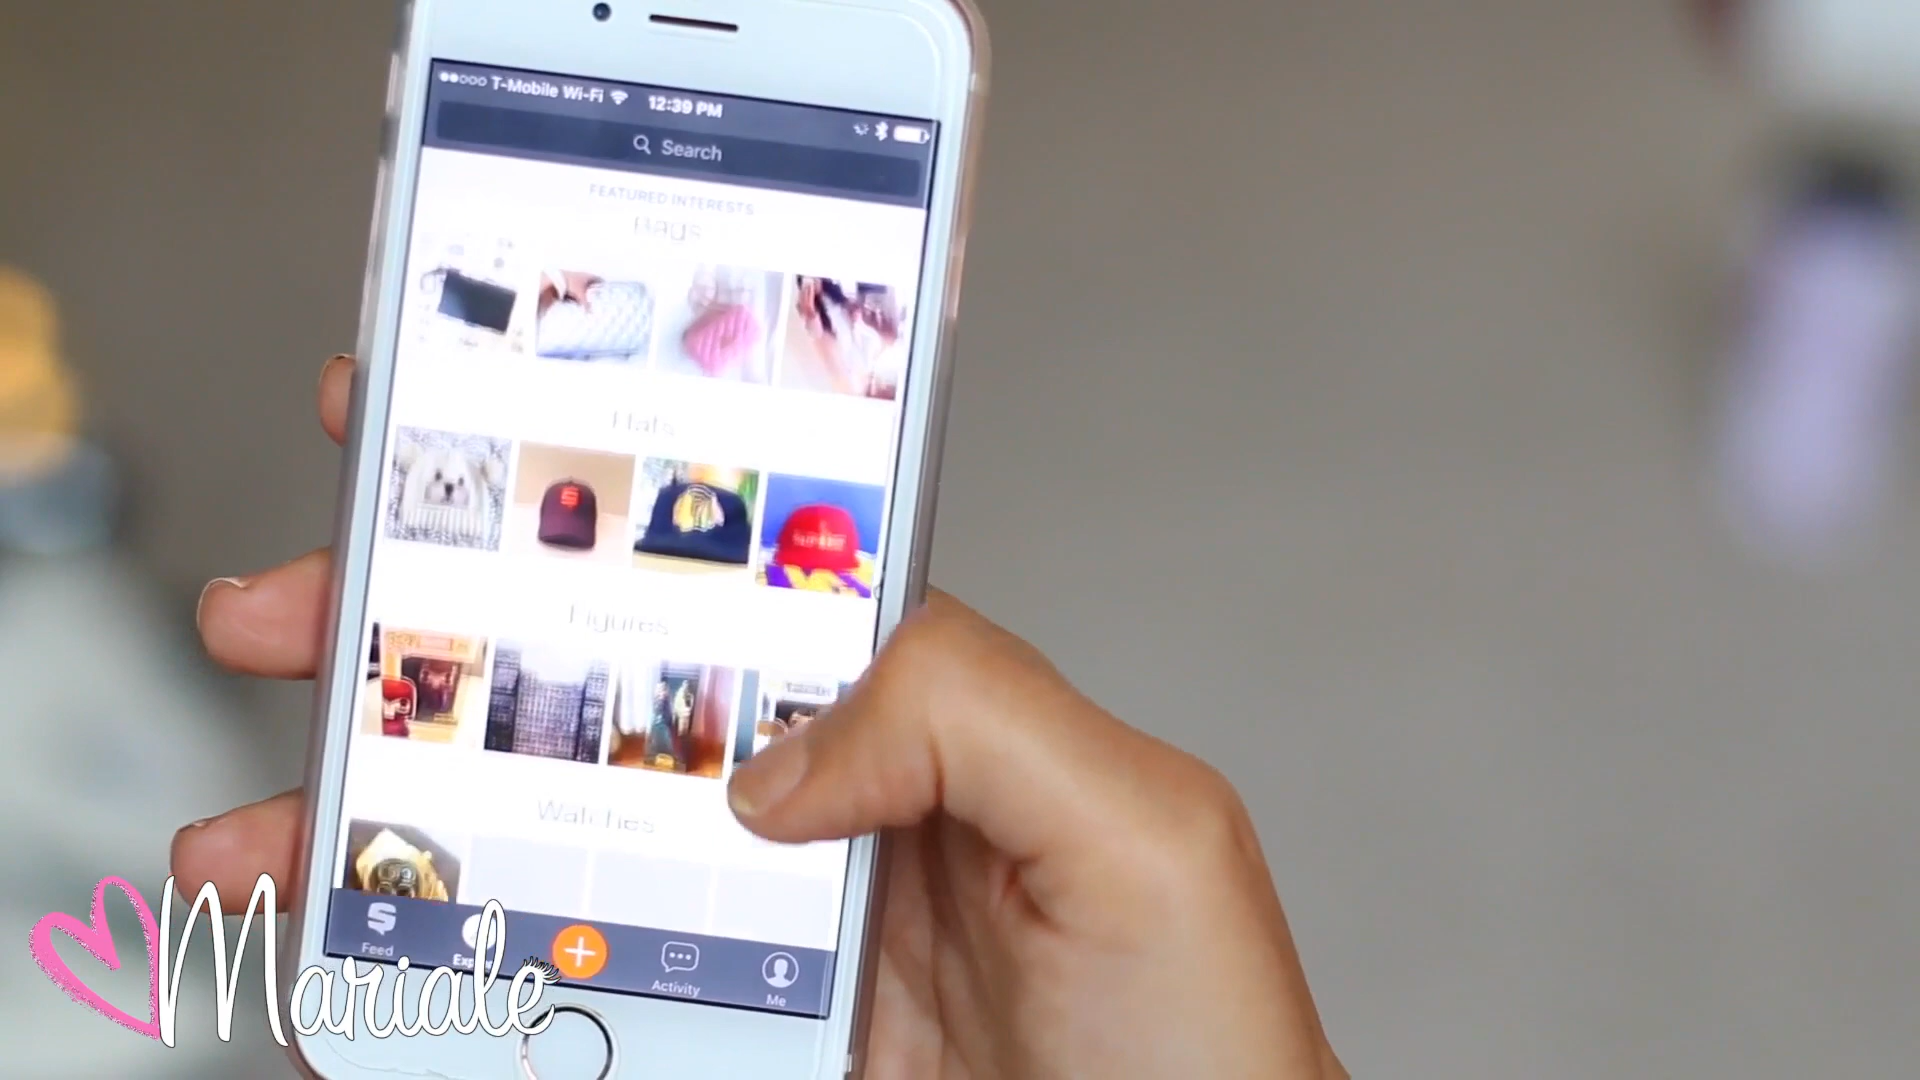 T-Mobile Wi-Fi 12:39 PM
Search
FEATURED INTERESTS
Bags
Hats
Figures
Watches
Feed
Activity
Me
Mariale